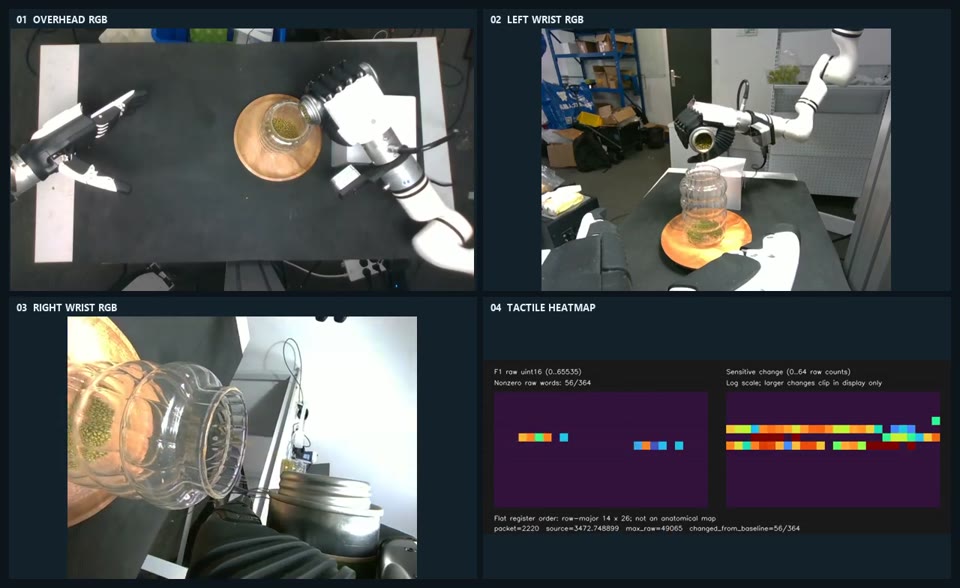 01 OVERHEAD RGB
02 LEFT WRIST RGB
03 RIGHT WRIST RGB
04 TACTILE HEATMAP
F1 raw uint16 (0..65535)
Nonzero raw words: 56/364
Sensitive change (0..64 raw counts)
Log scale; larger changes clip in display only
Flat register order: row-major 14 x 26; not an anatomical map
packet=2220 source=3472.748899 max_raw=49065 changed_from_baseline=56/364